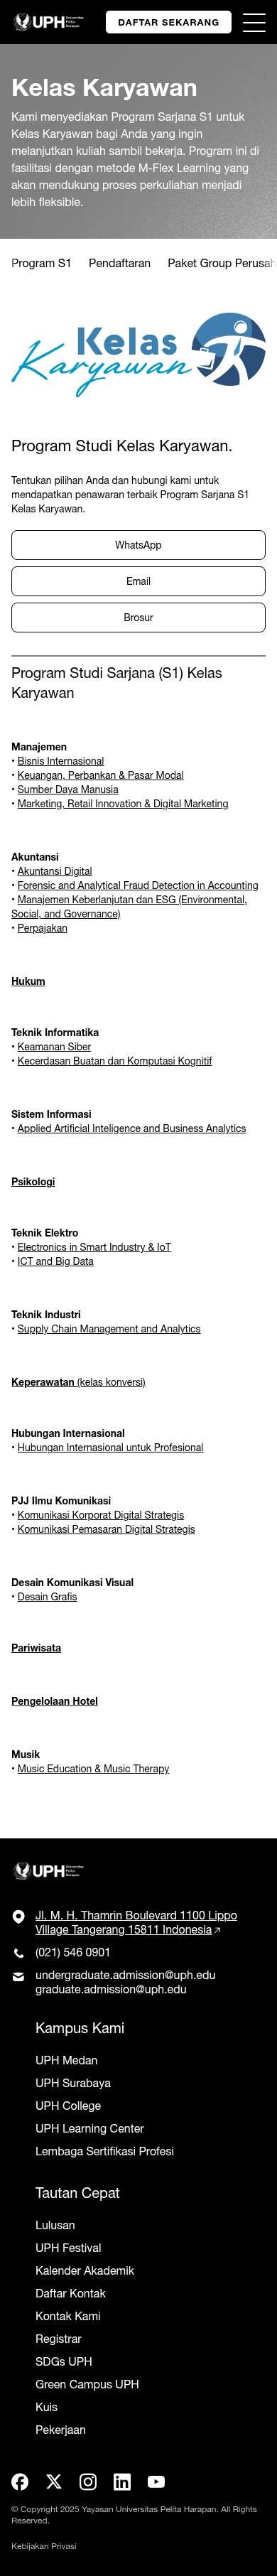 UPH Universitas
Pelita
Harapan
DAFTAR SEKARANG
Kelas Karyawan
Kami menyediakan Program Sarjana S1 untuk
Kelas Karyawan bagi Anda yang ingin
melanjutkan kuliah sambil bekerja. Program ini di
fasilitasi dengan metode M-Flex Learning yang
akan mendukung proses perkuliahan menjadi
lebih fleksible.
Program S1 Pendaftaran Paket Group Perusah
Kelas
Karyawan
Program Studi Kelas Karyawan.
Tentukan pilihan Anda dan hubungi kami untuk
mendapatkan penawaran terbaik Program Sarjana S1
Kelas Karyawan.
WhatsApp
Email
Brosur
Program Studi Sarjana (S1) Kelas
Karyawan
Manajemen
• Bisnis Internasional
• Keuangan, Perbankan & Pasar Modal
• Sumber Daya Manusia
• Marketing, Retail Innovation & Digital Marketing
Akuntansi
• Akuntansi Digital
• Forensic and Analytical Fraud Detection in Accounting
• Manajemen Keberlanjutan dan ESG (Environmental,
Social, and Governance)
• Perpajakan
Hukum
Teknik Informatika
• Keamanan Siber
• Kecerdasan Buatan dan Komputasi Kognitif
Sistem Informasi
• Applied Artificial Inteligence and Business Analytics
Psikologi
Teknik Elektro
• Electronics in Smart Industry & IoT
• ICT and Big Data
Teknik Industri
• Supply Chain Management and Analytics
Keperawatan (kelas konversi)
Hubungan Internasional
• Hubungan Internasional untuk Profesional
PJJ Ilmu Komunikasi
• Komunikasi Korporat Digital Strategis
• Komunikasi Pemasaran Digital Strategis
Desain Komunikasi Visual
• Desain Grafis
Pariwisata
Pengelolaan Hotel
Musik
• Music Education & Music Therapy
UPH Universitas
Pelita
Harapan
Jl. M. H. Thamrin Boulevard 1100 Lippo
Village Tangerang 15811 Indonesia
(021) 546 0901
undergraduate.admission@uph.edu
graduate.admission@uph.edu
Kampus Kami
UPH Medan
UPH Surabaya
UPH College
UPH Learning Center
Lembaga Sertifikasi Profesi
Tautan Cepat
Lulusan
UPH Festival
Kalender Akademik
Daftar Kontak
Kontak Kami
Registrar
SDGs UPH
Green Campus UPH
Kuis
Pekerjaan
© Copyright 2025 Yayasan Universitas Pelita Harapan. All Rights
Reserved.
Kebijakan Privasi